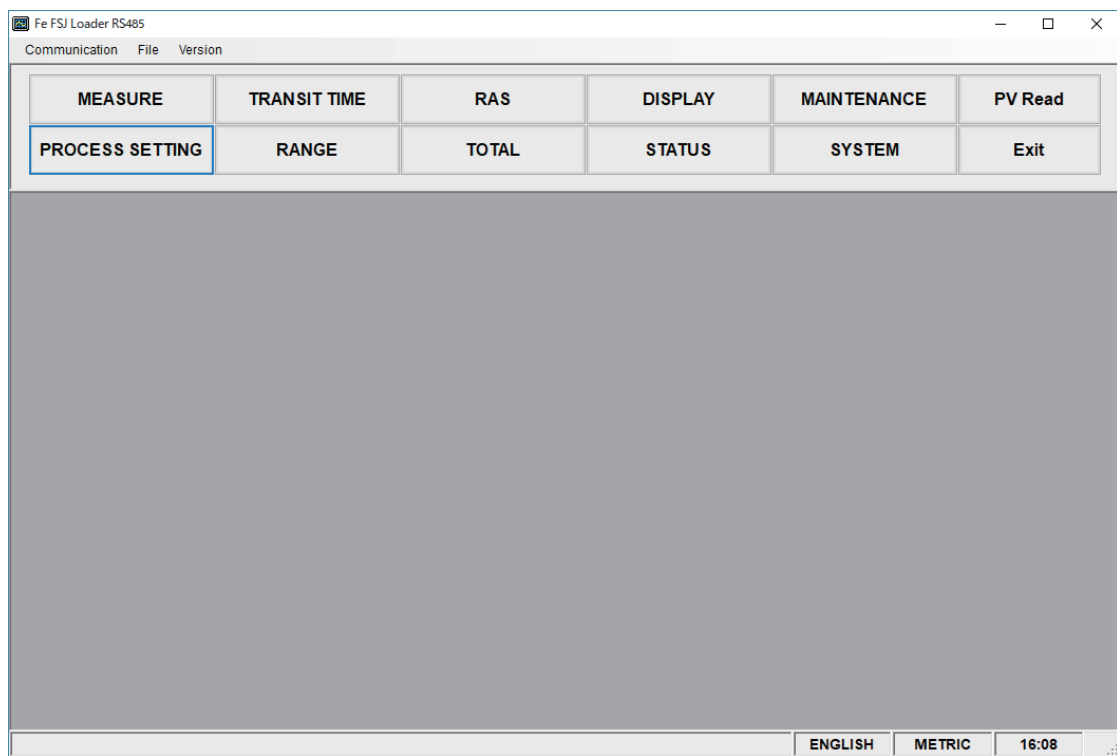 Fe FSJ Loader RS485
Communication File Version
MEASURE TRANSIT TIME RAS DISPLAY MAINTENANCE PV Read
PROCESS SETTING RANGE TOTAL STATUS SYSTEM Exit
ENGLISH METRIC 16:08